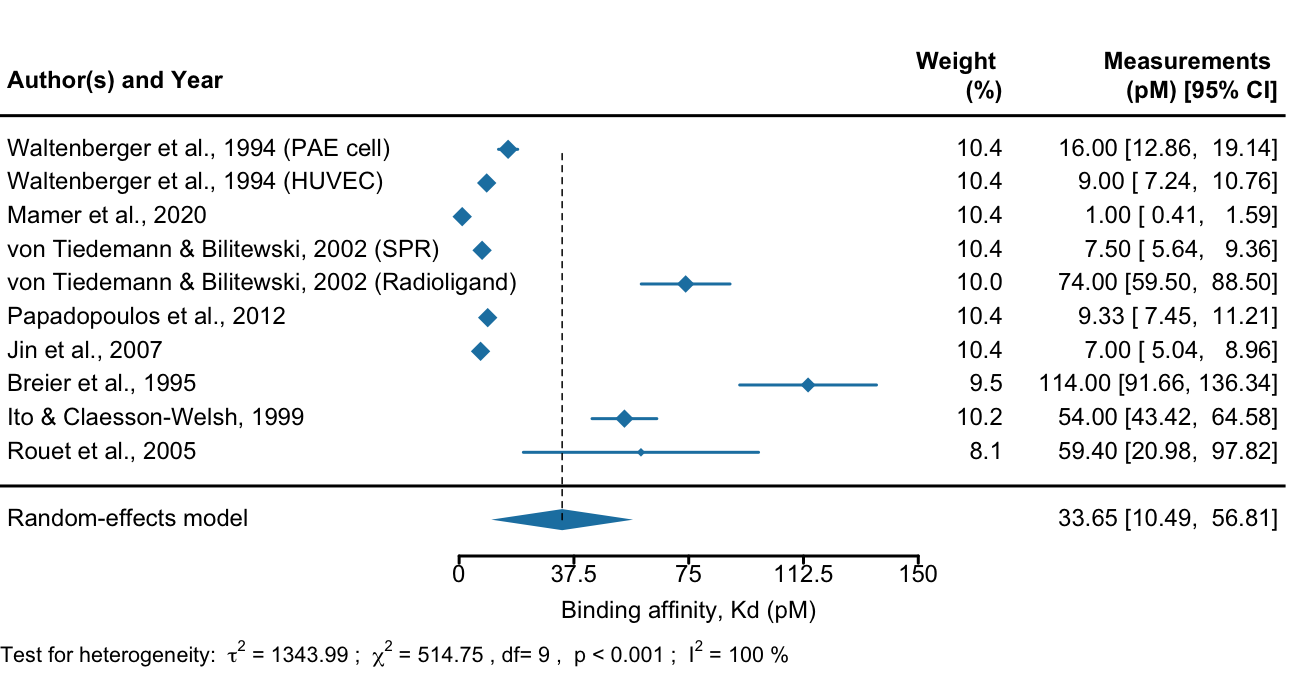 Author(s) and Year Weight (%) Measurements (pM) [95% CI]
Waltenberger et al., 1994 (PAE cell) 10.4 16.00 [12.86, 19.14]
Waltenberger et al., 1994 (HUVEC) 10.4 9.00 [ 7.24, 10.76]
Mamer et al., 2020 10.4 1.00 [ 0.41, 1.59]
von Tiedemann & Bilitewski, 2002 (SPR) 10.4 7.50 [ 5.64, 9.36]
von Tiedemann & Bilitewski, 2002 (Radioligand) 10.0 74.00 [59.50, 88.50]
Papadopoulos et al., 2012 10.4 9.33 [ 7.45, 11.21]
Jin et al., 2007 10.4 7.00 [ 5.04, 8.96]
Breier et al., 1995 9.5 114.00 [91.66, 136.34]
Ito & Claesson-Welsh, 1999 10.2 54.00 [43.42, 64.58]
Rouet et al., 2005 8.1 59.40 [20.98, 97.82]
Random-effects model 33.65 [10.49, 56.81]
0 37.5 75 112.5 150
Binding affinity, Kd (pM)
Test for heterogeneity: τ² = 1343.99 ; χ² = 514.75 , df= 9 , p < 0.001 ; I² = 100 %